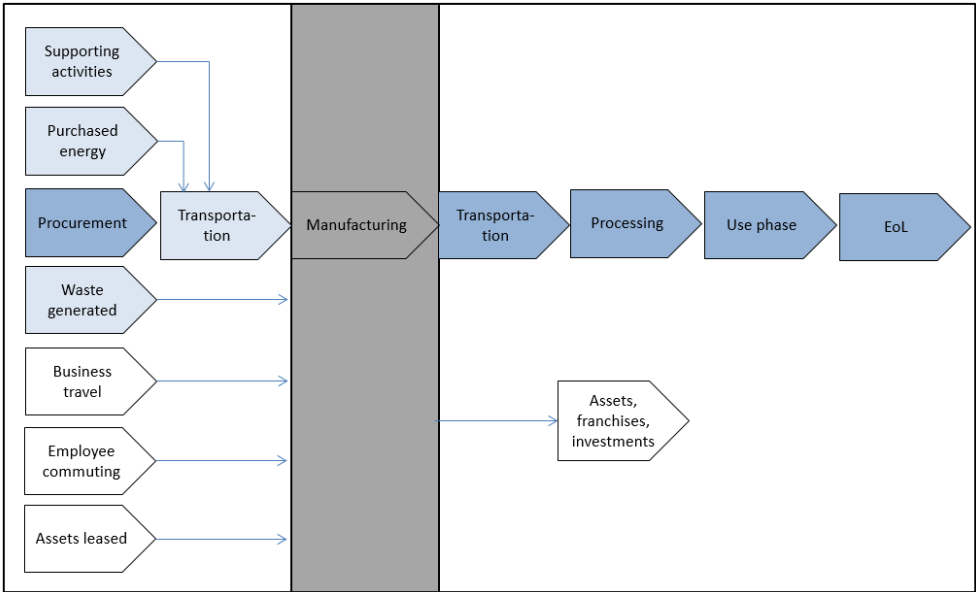 Supporting
activities
Purchased
energy
Procurement
Transporta-
tion
Manufacturing
Transporta-
tion
Processing
Use phase
EoL
Waste
generated
Business
travel
Assets,
franchises,
investments
Employee
commuting
Assets leased